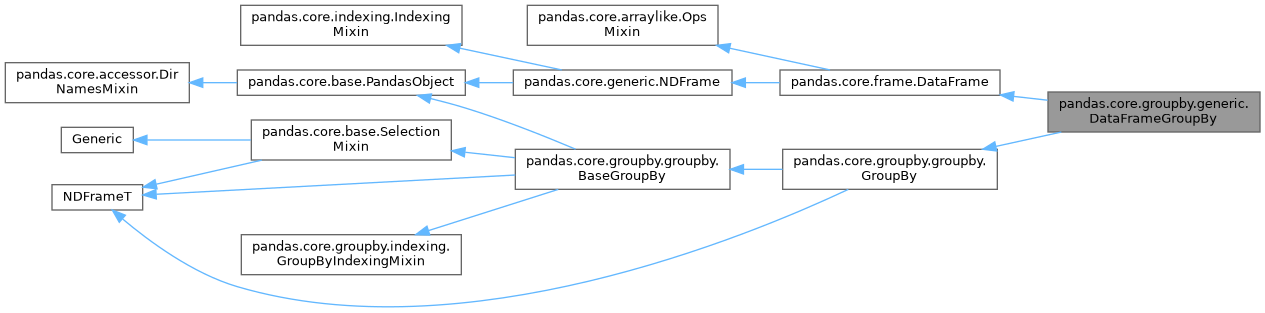 pandas.core.indexing.Indexing
Mixin
pandas.core.arraylike.Ops
Mixin
pandas.core.accessor.Dir
NamesMixin
pandas.core.base.PandasObject
pandas.core.generic.NDFrame
pandas.core.frame.DataFrame
pandas.core.groupby.generic.
DataFrameGroupBy
Generic
pandas.core.base.Selection
Mixin
pandas.core.groupby.groupby.
BaseGroupBy
pandas.core.groupby.groupby.
GroupBy
NDFrameT
pandas.core.groupby.indexing.
GroupByIndexingMixin